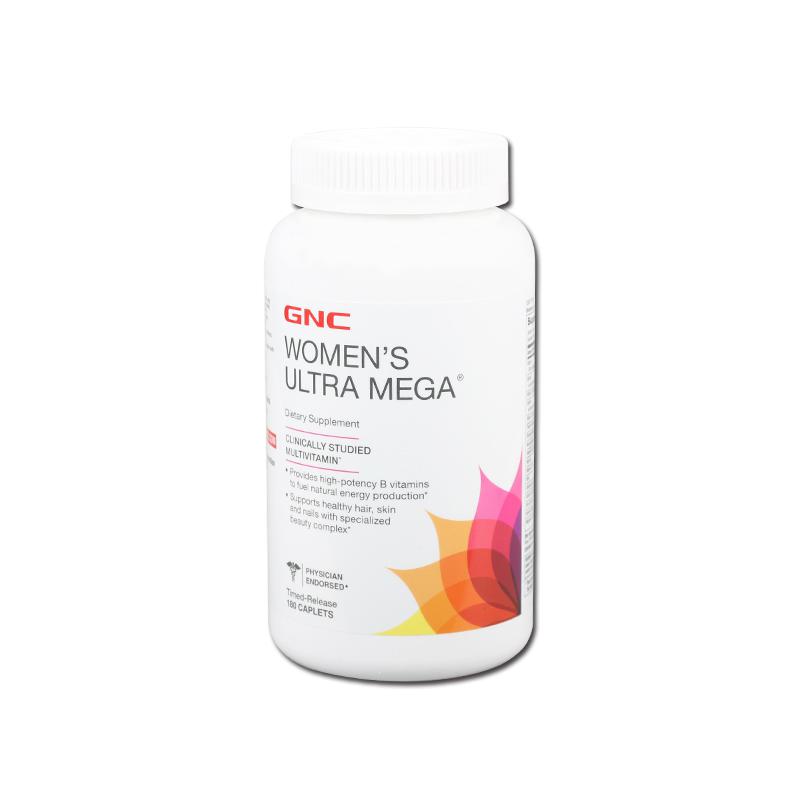 GNC
WOMEN'S
ULTRA MEGA®
Dietary Supplement
CLINICALLY STUDIED
MULTIVITAMIN^
• Provides high-potency B vitamins
to fuel natural energy production*
• Supports healthy hair, skin
and nails with specialized
beauty complex*
PHYSICIAN
ENDORSED♦
Timed-Release
180 CAPLETS